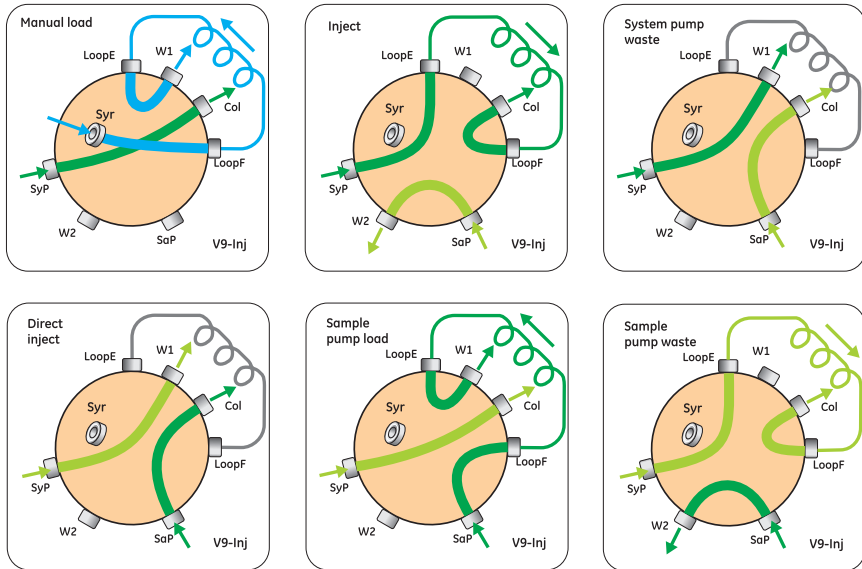 Manual load
LoopE
W1
Syr
Col
LoopF
SyP
W2
SaP
V9-Inj
Inject
LoopE
W1
Syr
Col
LoopF
SyP
W2
SaP
V9-Inj
System pump
waste
LoopE
W1
Syr
Col
LoopF
SyP
W2
SaP
V9-Inj
Direct
inject
LoopE
W1
Syr
Col
LoopF
SyP
W2
SaP
V9-Inj
Sample
pump load
LoopE
W1
Syr
Col
LoopF
SyP
W2
SaP
V9-Inj
Sample
pump waste
LoopE
W1
Syr
Col
LoopF
SyP
W2
SaP
V9-Inj